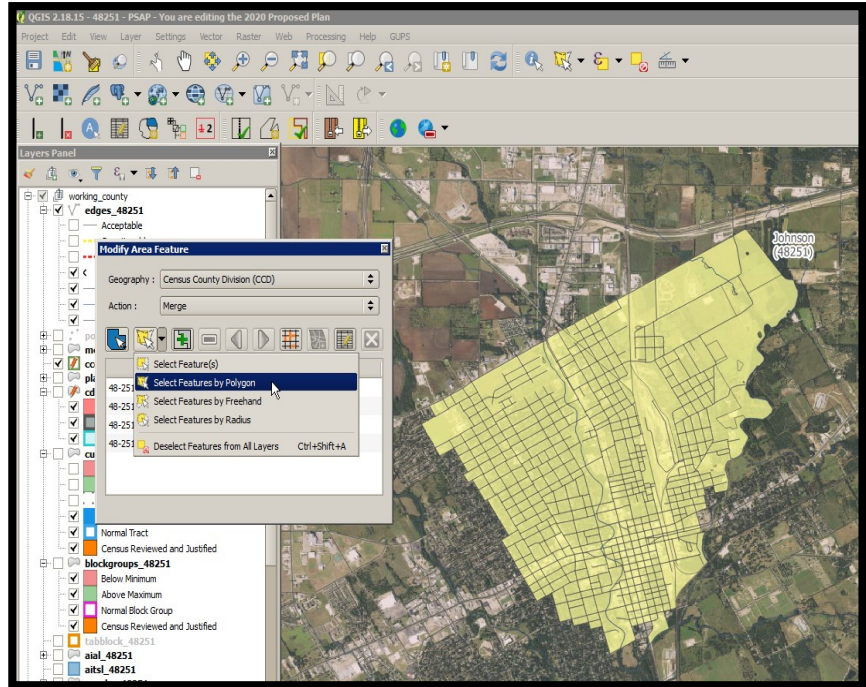 QGIS 2.18.15 - 48251 - PSAP - You are editing the 2020 Proposed Plan
Project Edit View Layer Settings Vector Raster Web Processing Help GUPS
Layers Panel
working_county
edges_48251
Acceptable
Modify Area Feature
Geography : Census County Division (CCD)
Action : Merge
Select Feature(s)
Select Features by Polygon
Select Features by Freehand
Select Features by Radius
Deselect Features from All Layers Ctrl+Shift+A
48-251
48-251
48-251
48-251
Normal Tract
Census Reviewed and Justified
blockgroups_48251
Below Minimum
Above Maximum
Normal Block Group
Census Reviewed and Justified
tabblock_48251
aial_48251
aitsl_48251
Johnson
(48251)